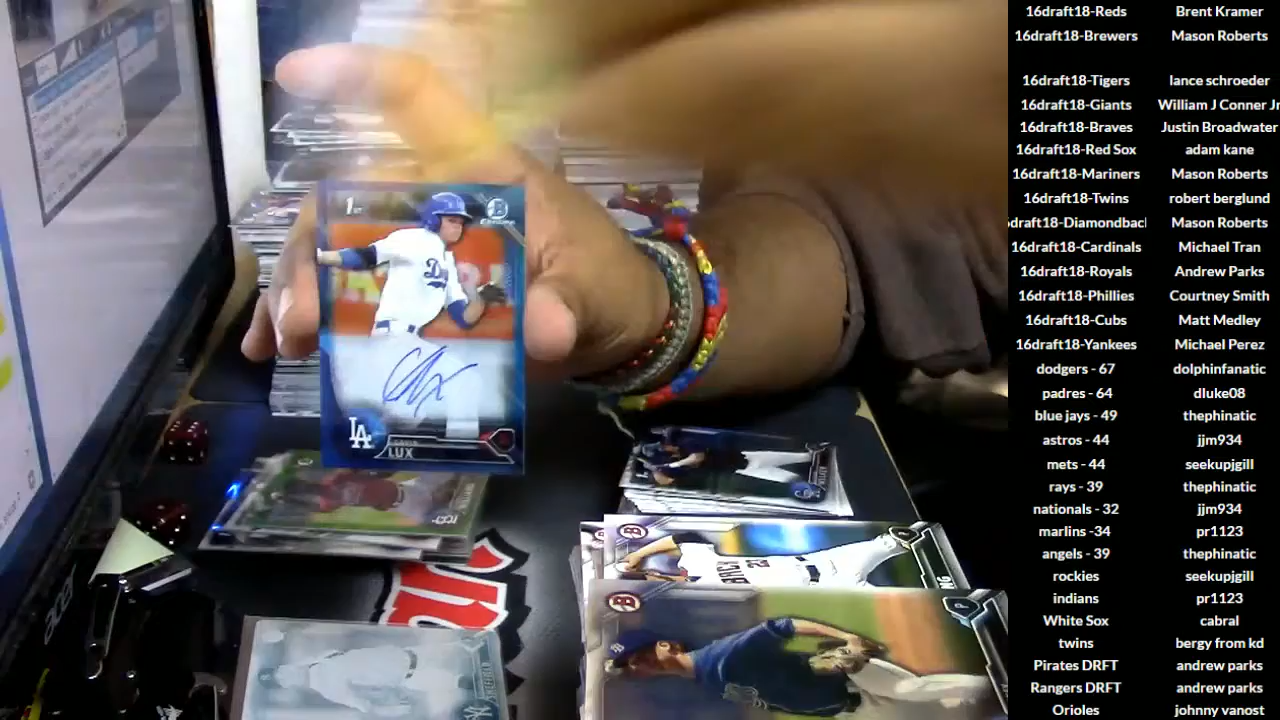 16draft18-Reds Brent Kramer
16draft18-Brewers Mason Roberts
16draft18-Tigers lance schroeder
16draft18-Giants William J Conner Jr
16draft18-Braves Justin Broadwater
16draft18-Red Sox adam kane
16draft18-Mariners Mason Roberts
16draft18-Twins robert berglund
draft18-Diamondback Mason Roberts
16draft18-Cardinals Michael Tran
16draft18-Royals Andrew Parks
16draft18-Phillies Courtney Smith
16draft18-Cubs Matt Medley
16draft18-Yankees Michael Perez
dodgers - 67 dolphinfanatic
padres - 64 dluke08
blue jays - 49 thephinatic
astros - 44 jjm934
mets - 44 seekupjgill
rays - 39 thephinatic
nationals - 32 jjm934
marlins -34 pr1123
angels - 39 thephinatic
rockies seekupjgill
indians pr1123
White Sox cabral
twins bergy from kd
Pirates DRFT andrew parks
Rangers DRFT andrew parks
Orioles johnny vanost
1st
B
Chrome
LA
GAVIN
LUX
acer
SHEFFIELD
B
P